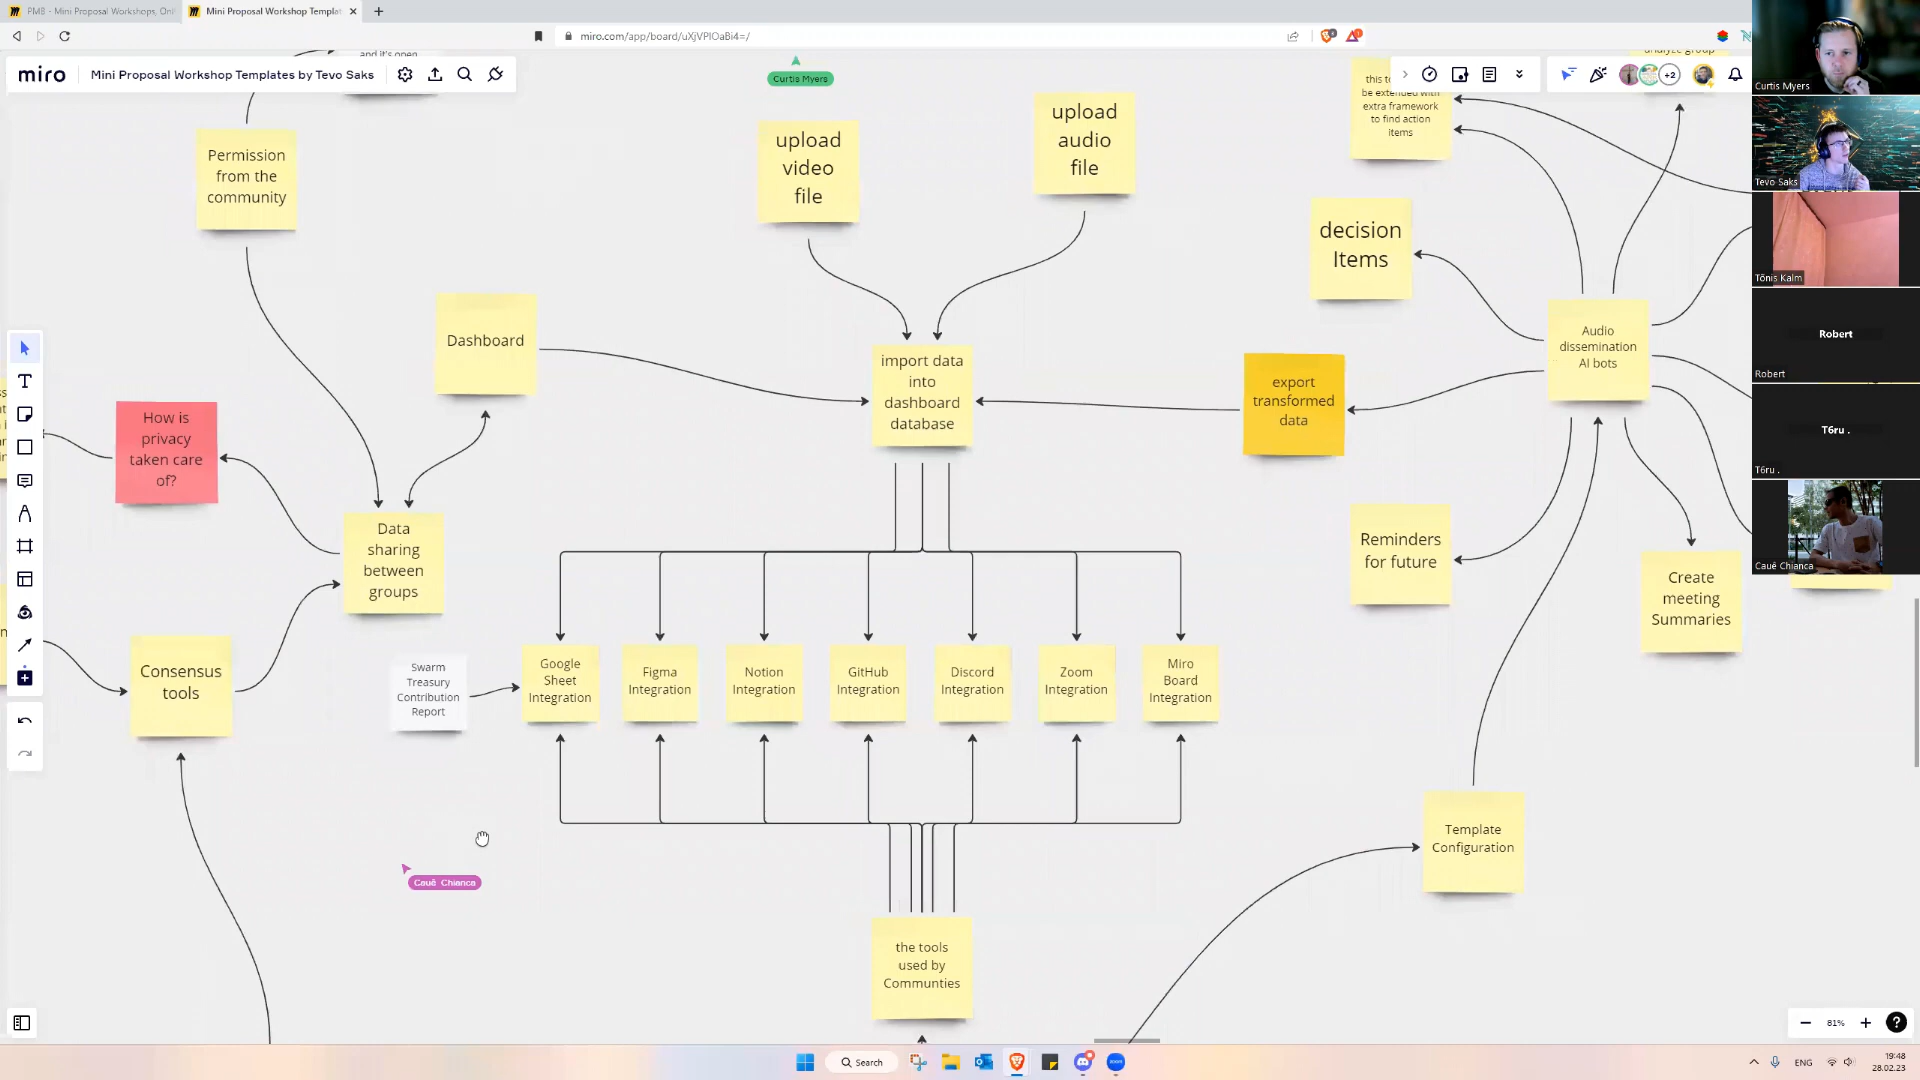 PMB - Mini Proposal Workshops, Onl
Mini Proposal Workshop Templat
miro.com/app/board/uXjVPlOaBi4=/
miro
Mini Proposal Workshop Templates by Tevo Saks
and it's open
Curtis Myers
+2
analyze group
be extended with
extra framework
to find action
items
Permission
from the
community
upload
video
file
upload
audio
file
decision
Items
Dashboard
import data
into
dashboard
database
export
transformed
data
Audio
dissemination
AI bots
How is
privacy
taken care
of?
Data
sharing
between
groups
Reminders
for future
Create
meeting
Summaries
Consensus
tools
Swarm
Treasury
Contribution
Report
Google
Sheet
Integration
Figma
Integration
Notion
Integration
GitHub
Integration
Discord
Integration
Zoom
Integration
Miro
Board
Integration
Template
Configuration
Cauê Chianca
the tools
used by
Communties
81%
Curtis Myers
Tevo Saks
Tõnis Kalm
Robert
Robert
T6ru .
T6ru .
Cauê Chianca
Search
ENG
19:48
28.02.23